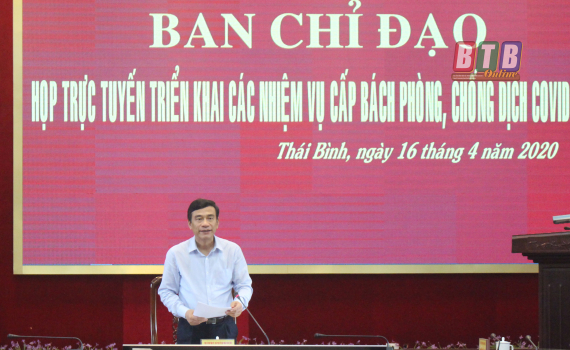 BAN CHỈ ĐẠO
BTB
Online
HỌP TRỰC TUYẾN TRIỂN KHAI CÁC NHIỆM VỤ CẤP BÁCH PHÒNG, CHỐNG DỊCH COVID
Thái Bình, ngày 16 tháng 4 năm 2020